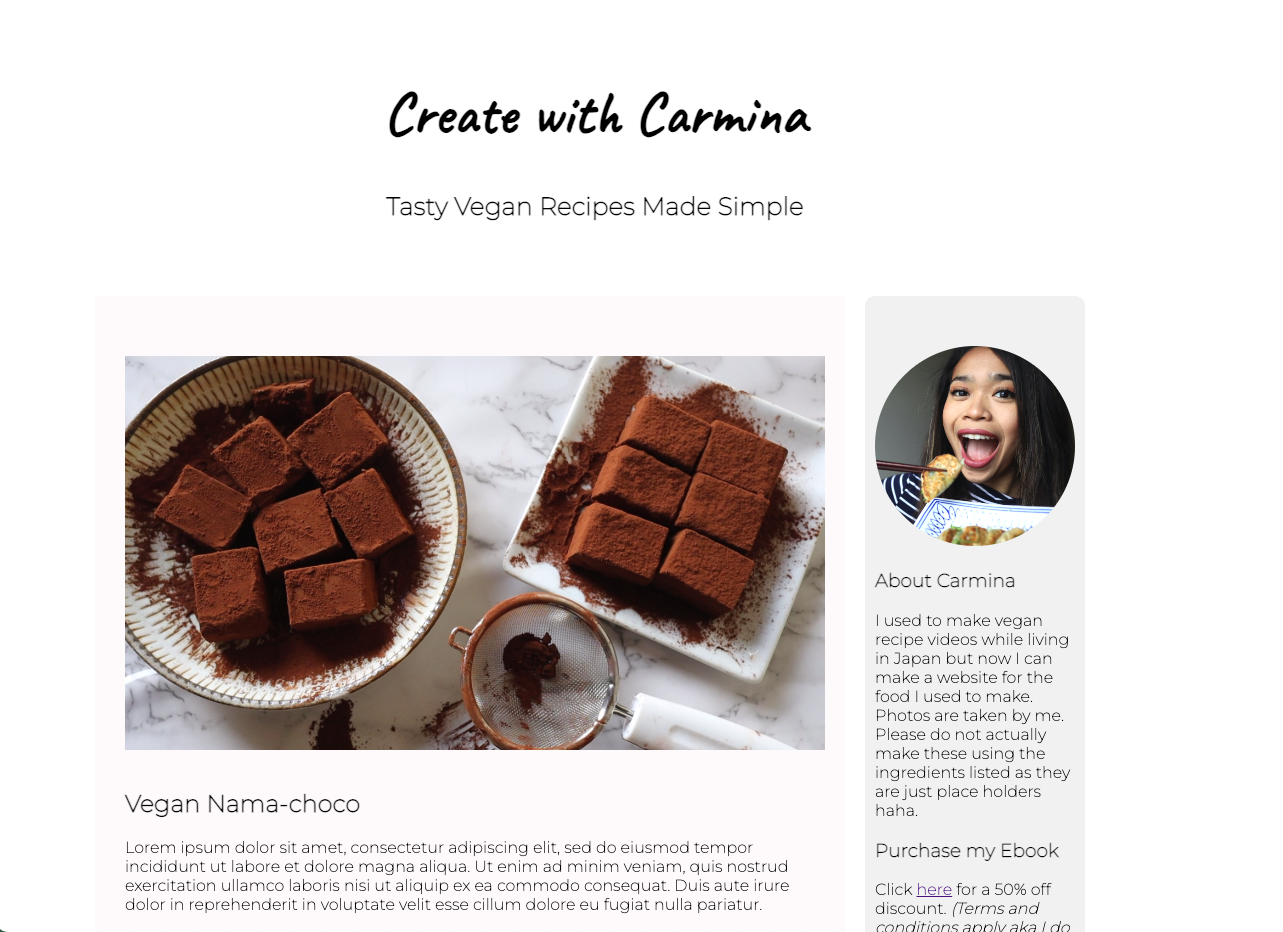 Create with Carmina
Tasty Vegan Recipes Made Simple
Vegan Nama-choco
Lorem ipsum dolor sit amet, consectetur adipiscing elit, sed do eiusmod tempor
incididunt ut labore et dolore magna aliqua. Ut enim ad minim veniam, quis nostrud
exercitation ullamco laboris nisi ut aliquip ex ea commodo consequat. Duis aute irure
dolor in reprehenderit in voluptate velit esse cillum dolore eu fugiat nulla pariatur.
About Carmina
I used to make vegan
recipe videos while living
in Japan but now I can
make a website for the
food I used to make.
Photos are taken by me.
Please do not actually
make these using the
ingredients listed as they
are just place holders
haha.
Purchase my Ebook
Click here for a 50% off
discount. (Terms and
conditions apply aka I do